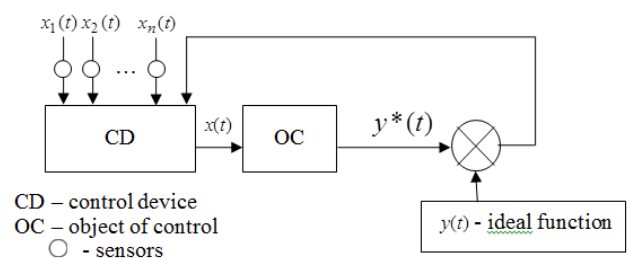 x₁(t) x₂(t) xₙ(t)
...
CD
x(t)
OC
y*(t)
CD – control device
OC – object of control
- sensors
y(t) - ideal function